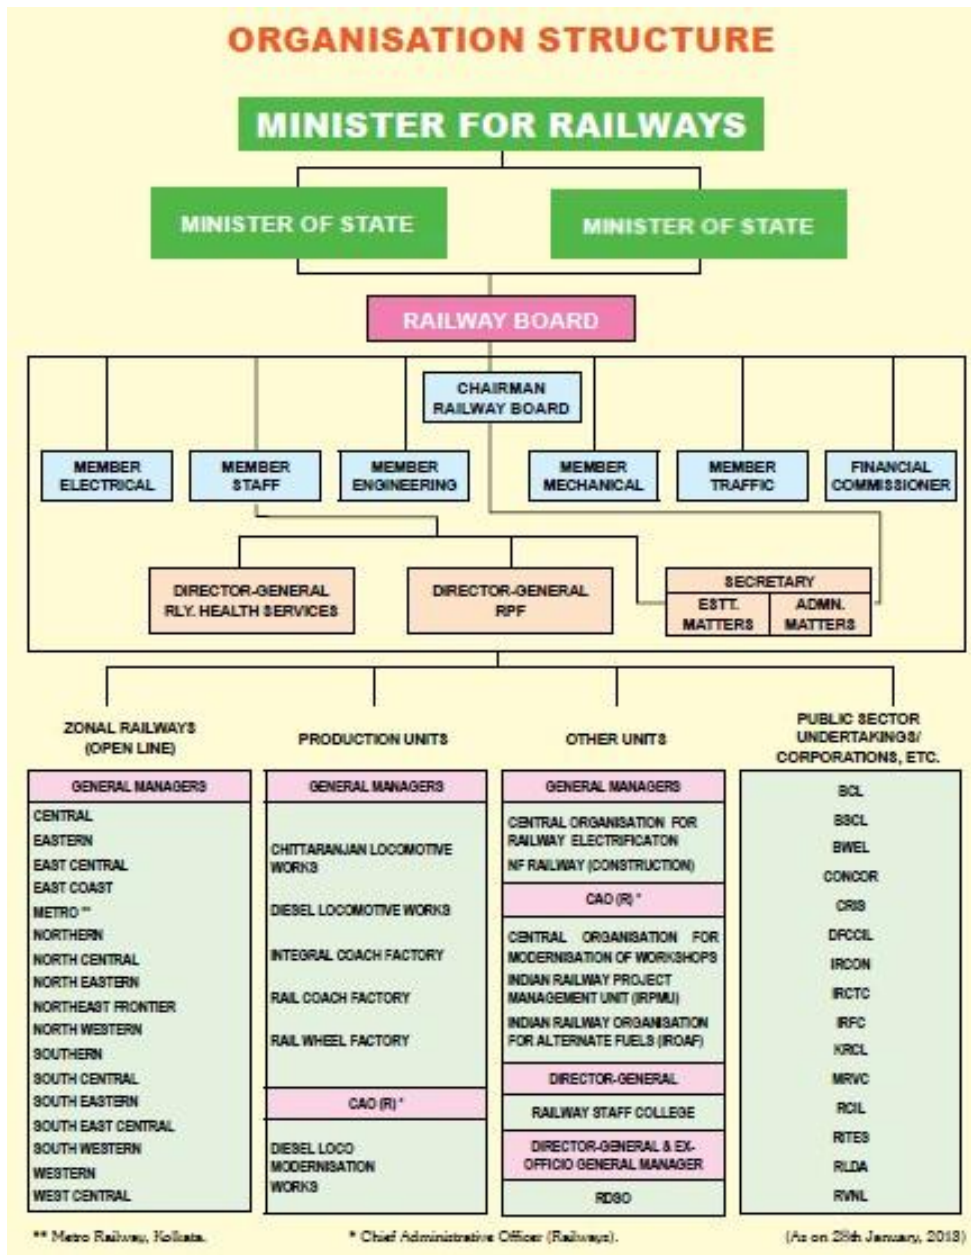 ORGANISATION STRUCTURE
MINISTER FOR RAILWAYS
MINISTER OF STATE
MINISTER OF STATE
RAILWAY BOARD
CHAIRMAN
RAILWAY BOARD
MEMBER
ELECTRICAL
MEMBER
STAFF
MEMBER
ENGINEERING
MEMBER
MECHANICAL
MEMBER
TRAFFIC
FINANCIAL
COMMISSIONER
DIRECTOR-GENERAL
RLY. HEALTH SERVICES
DIRECTOR-GENERAL
RPF
SECRETARY
ESTT.
MATTERS
ADMN.
MATTERS
ZONAL RAILWAYS
(OPEN LINE)
GENERAL MANAGERS
CENTRAL
EASTERN
EAST CENTRAL
EAST COAST
METRO **
NORTHERN
NORTH CENTRAL
NORTH EASTERN
NORTHEAST FRONTIER
NORTH WESTERN
SOUTHERN
SOUTH CENTRAL
SOUTH EASTERN
SOUTH EAST CENTRAL
SOUTH WESTERN
WESTERN
WEST CENTRAL
PRODUCTION UNITS
GENERAL MANAGERS
CHITTARANJAN LOCOMOTIVE
WORKS
DIESEL LOCOMOTIVE WORKS
INTEGRAL COACH FACTORY
RAIL COACH FACTORY
RAIL WHEEL FACTORY
CAO (R) *
DIESEL LOCO
MODERNISATION
WORKS
OTHER UNITS
GENERAL MANAGERS
CENTRAL ORGANISATION FOR
RAILWAY ELECTRIFICATON
NF RAILWAY (CONSTRUCTION)
CAO (R) *
CENTRAL ORGANISATION FOR
MODERNISATION OF WORKSHOPS
INDIAN RAILWAY PROJECT
MANAGEMENT UNIT (IRPMU)
INDIAN RAILWAY ORGANISATION
FOR ALTERNATE FUELS (IROAF)
DIRECTOR-GENERAL
RAILWAY STAFF COLLEGE
DIRECTOR-GENERAL & EX-
OFFICIO GENERAL MANAGER
RDSO
PUBLIC SECTOR
UNDERTAKINGS/
CORPORATIONS, ETC.
BCL
BSCL
BWEL
CONCOR
CRIS
DFCCIL
IRCON
IRCTC
IRFC
KRCL
MRVC
RCIL
RITES
RLDA
RVNL
** Metro Railway, Kolkata.
* Chief Administrative Officer (Railways).
(As on 28th January, 2013)